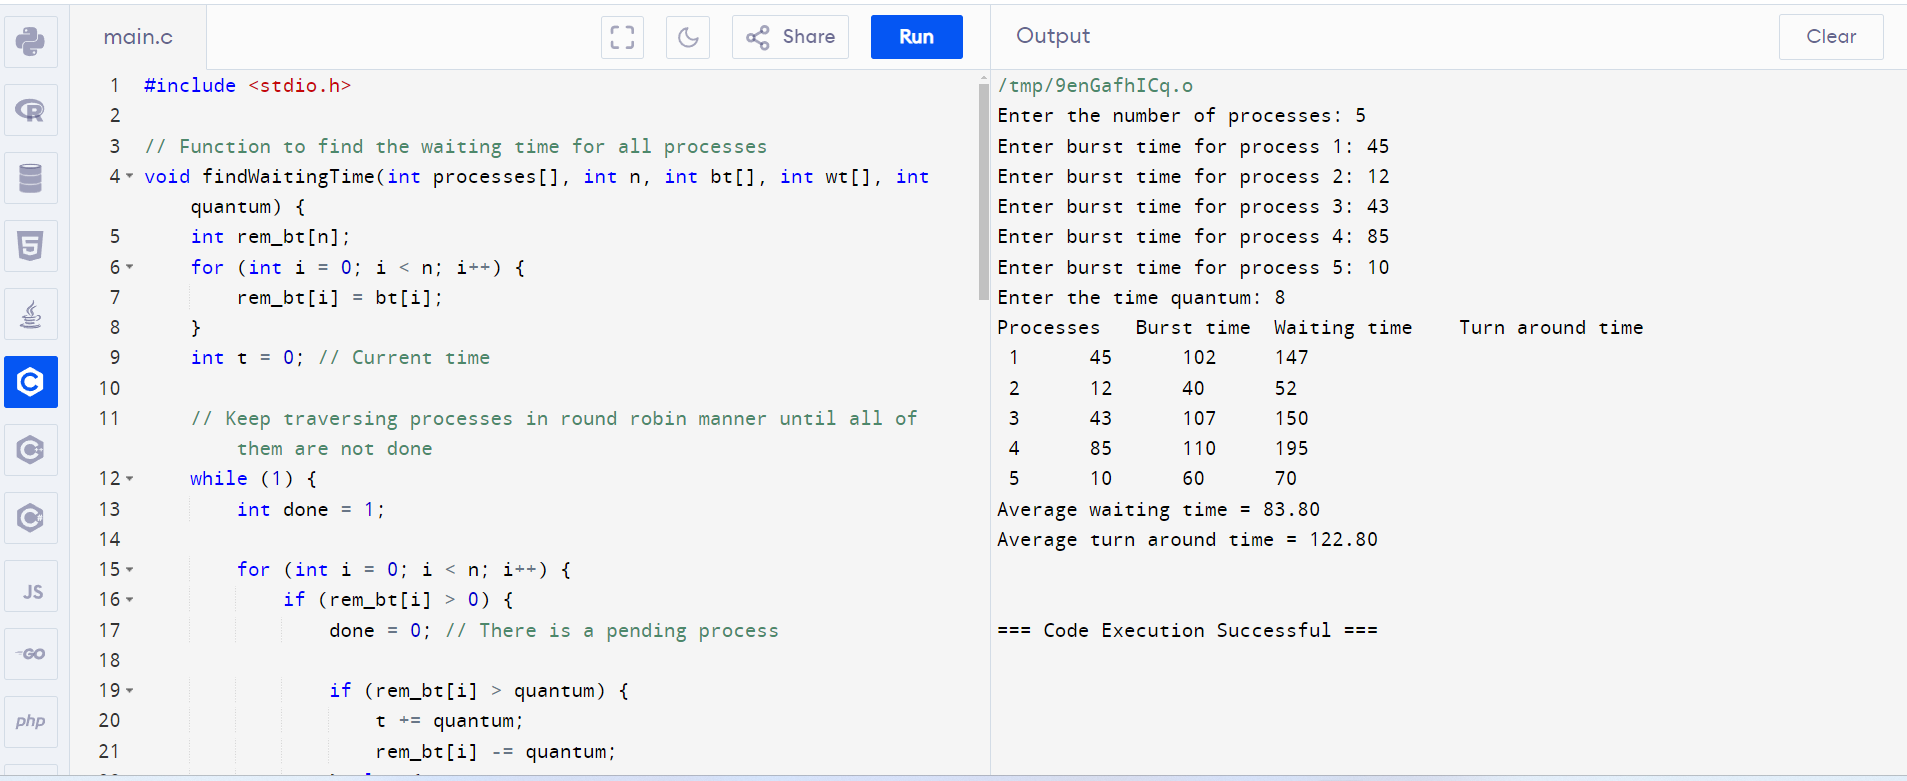 main.c
Share
Run
Output
Clear
1 #include <stdio.h>
2
3 // Function to find the waiting time for all processes
4 void findWaitingTime(int processes[], int n, int bt[], int wt[], int
quantum) {
5 int rem_bt[n];
6 for (int i = 0; i < n; i++) {
7 rem_bt[i] = bt[i];
8 }
9 int t = 0; // Current time
10
11 // Keep traversing processes in round robin manner until all of
them are not done
12 while (1) {
13 int done = 1;
14
15 for (int i = 0; i < n; i++) {
16 if (rem_bt[i] > 0) {
17 done = 0; // There is a pending process
18
19 if (rem_bt[i] > quantum) {
20 t += quantum;
21 rem_bt[i] -= quantum;
/tmp/9enGafhICq.o
Enter the number of processes: 5
Enter burst time for process 1: 45
Enter burst time for process 2: 12
Enter burst time for process 3: 43
Enter burst time for process 4: 85
Enter burst time for process 5: 10
Enter the time quantum: 8
Processes Burst time Waiting time Turn around time
1 45 102 147
2 12 40 52
3 43 107 150
4 85 110 195
5 10 60 70
Average waiting time = 83.80
Average turn around time = 122.80
=== Code Execution Successful ===
R
5
C
C
C
JS
GO
php